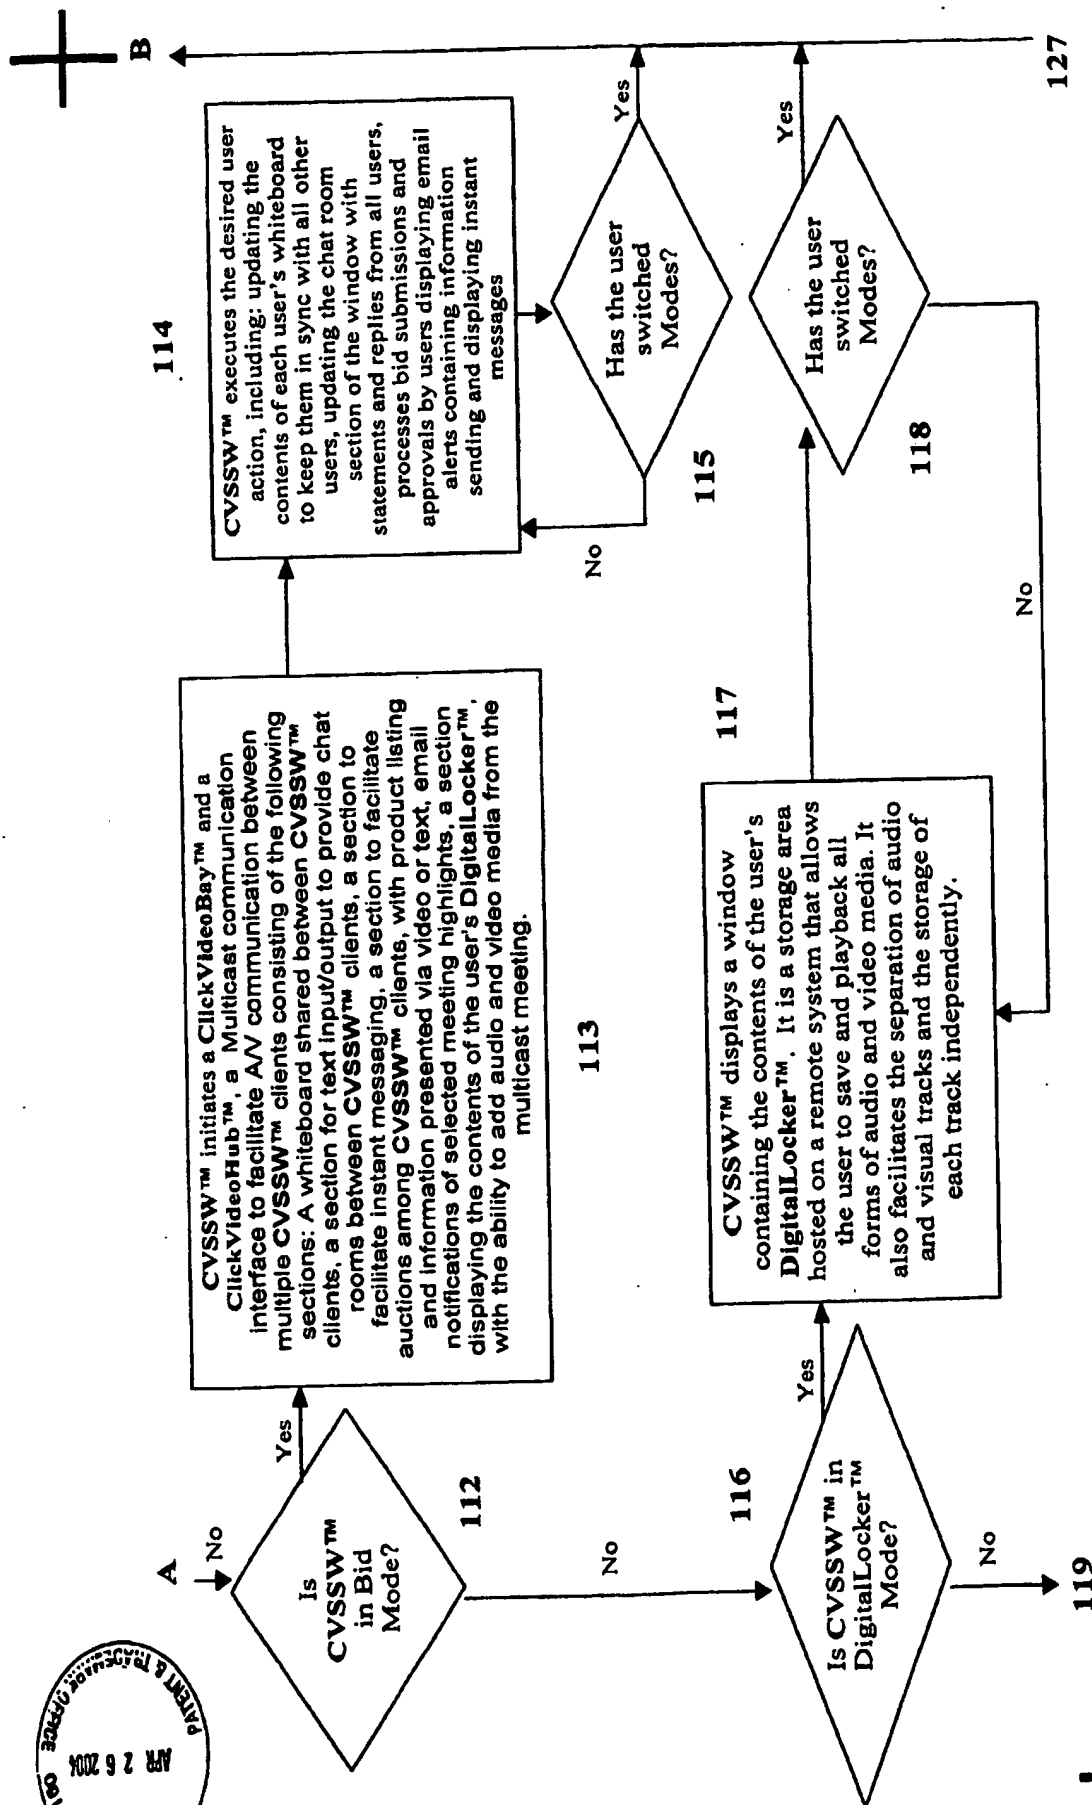 A
No
Is
CVSSW™
in Bid
Mode?
112
Yes
CVSSW™ initiates a ClickVideoBay™ and a
ClickVideoHub™, a Multicast communication
interface to facilitate A/V communication between
multiple CVSSW™ clients consisting of the following
sections: A whiteboard shared between CVSSW™
clients, a section for text input/output to provide chat
rooms between CVSSW™ clients, a section to
facilitate instant messaging, a section to facilitate
auctions among CVSSW™ clients, with product listing
and information presented via video or text, email
notifications of selected meeting highlights, a section
displaying the contents of the user's DigitalLocker™,
with the ability to add audio and video media from the
multicast meeting.
113
114
CVSSW™ executes the desired user
action, including: updating the
contents of each user's whiteboard
to keep them in sync with all other
users, updating the chat room
section of the window with
statements and replies from all users,
processes bid submissions and
approvals by users displaying email
alerts containing information
sending and displaying instant
messages
No
Has the user
switched
Modes?
115
Yes
B
No
116
Is CVSSW™ in
DigitalLocker™
Mode?
Yes
No
119
117
CVSSW™ displays a window
containing the contents of the user's
DigitalLocker™. It is a storage area
hosted on a remote system that allows
the user to save and playback all
forms of audio and video media. It
also facilitates the separation of audio
and visual tracks and the storage of
each track independently.
Has the user
switched
Modes?
118
Yes
No
127
PATENT & TRADEMARK OFFICE
APR 26 2004